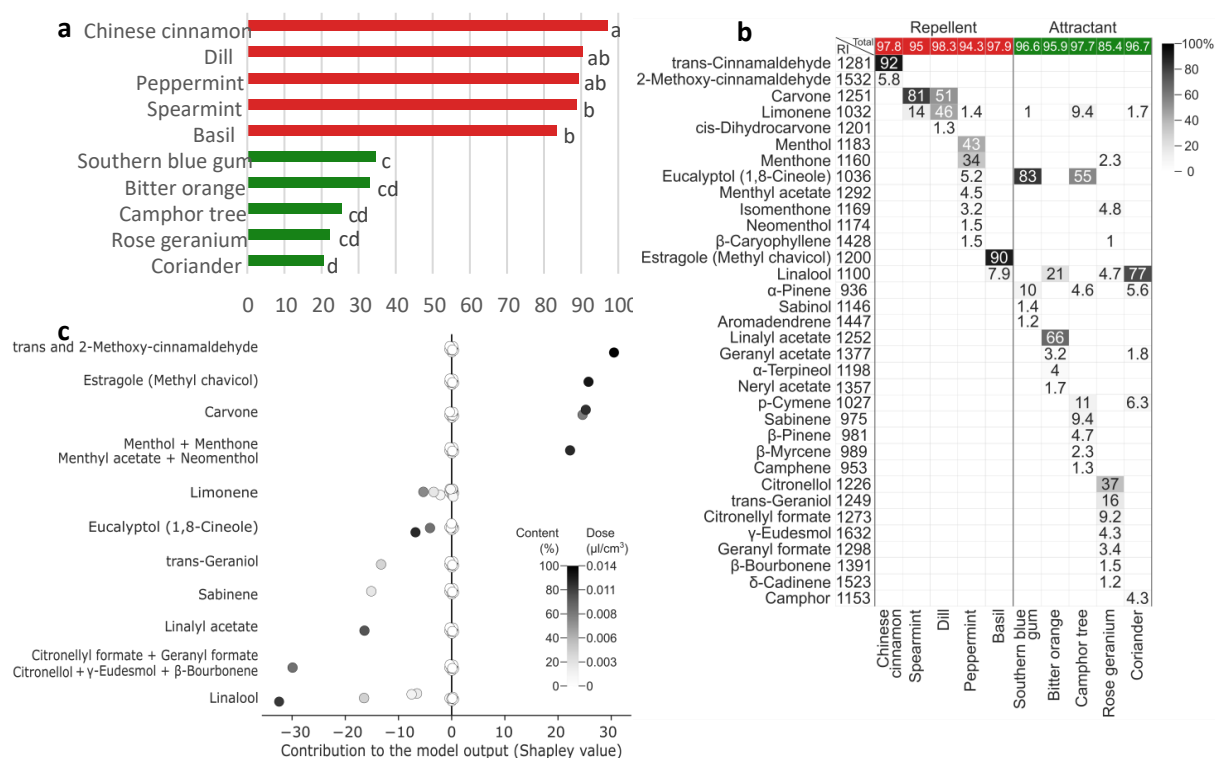 a
Chinese cinnamon a
Dill ab
Peppermint ab
Spearmint b
Basil b
Southern blue gum c
Bitter orange cd
Camphor tree cd
Rose geranium cd
Coriander d
0 10 20 30 40 50 60 70 80 90 100
b
Repellent Attractant
RI Total 97.8 95 98.3 94.3 97.9 96.6 95.9 97.7 85.4 96.7
trans-Cinnamaldehyde 1281 92
2-Methoxy-cinnamaldehyde 1532 5.8
Carvone 1251 81 51
Limonene 1032 14 46 1.4 1 9.4 1.7
cis-Dihydrocarvone 1201 1.3
Menthol 1183 43
Menthone 1160 34 2.3
Eucalyptol (1,8-Cineole) 1036 5.2 83 55
Menthyl acetate 1292 4.5
Isomenthone 1169 3.2 4.8
Neomenthol 1174 1.5
β-Caryophyllene 1428 1.5 1
Estragole (Methyl chavicol) 1200 90
Linalool 1100 7.9 21 4.7 77
α-Pinene 936 10 4.6 5.6
Sabinol 1146 1.4
Aromadendrene 1447 1.2
Linalyl acetate 1252 66
Geranyl acetate 1377 3.2 1.8
α-Terpineol 1198 4
Neryl acetate 1357 1.7
p-Cymene 1027 11 6.3
Sabinene 975 9.4
β-Pinene 981 4.7
β-Myrcene 989 2.3
Camphene 953 1.3
Citronellol 1226 37
trans-Geraniol 1249 16
Citronellyl formate 1273 9.2
γ-Eudesmol 1632 4.3
Geranyl formate 1298 3.4
β-Bourbonene 1391 1.5
δ-Cadinene 1523 1.2
Camphor 1153 4.3
Chinese
cinnamon
Spearmint
Dill
Peppermint
Basil
Southern blue
gum
Bitter orange
Camphor tree
Rose geranium
Coriander
100%
80
60
40
20
0
c
trans and 2-Methoxy-cinnamaldehyde
Estragole (Methyl chavicol)
Carvone
Menthol + Menthone
Menthyl acetate + Neomenthol
Limonene
Eucalyptol (1,8-Cineole)
trans-Geraniol
Sabinene
Linalyl acetate
Citronellyl formate + Geranyl formate
Citronellol + γ-Eudesmol + β-Bourbonene
Linalool
Content Dose
(%) (μl/cm³)
100 0.014
80 0.011
60 0.008
40 0.006
20 0.003
0 0
−30 −20 −10 0 10 20 30
Contribution to the model output (Shapley value)